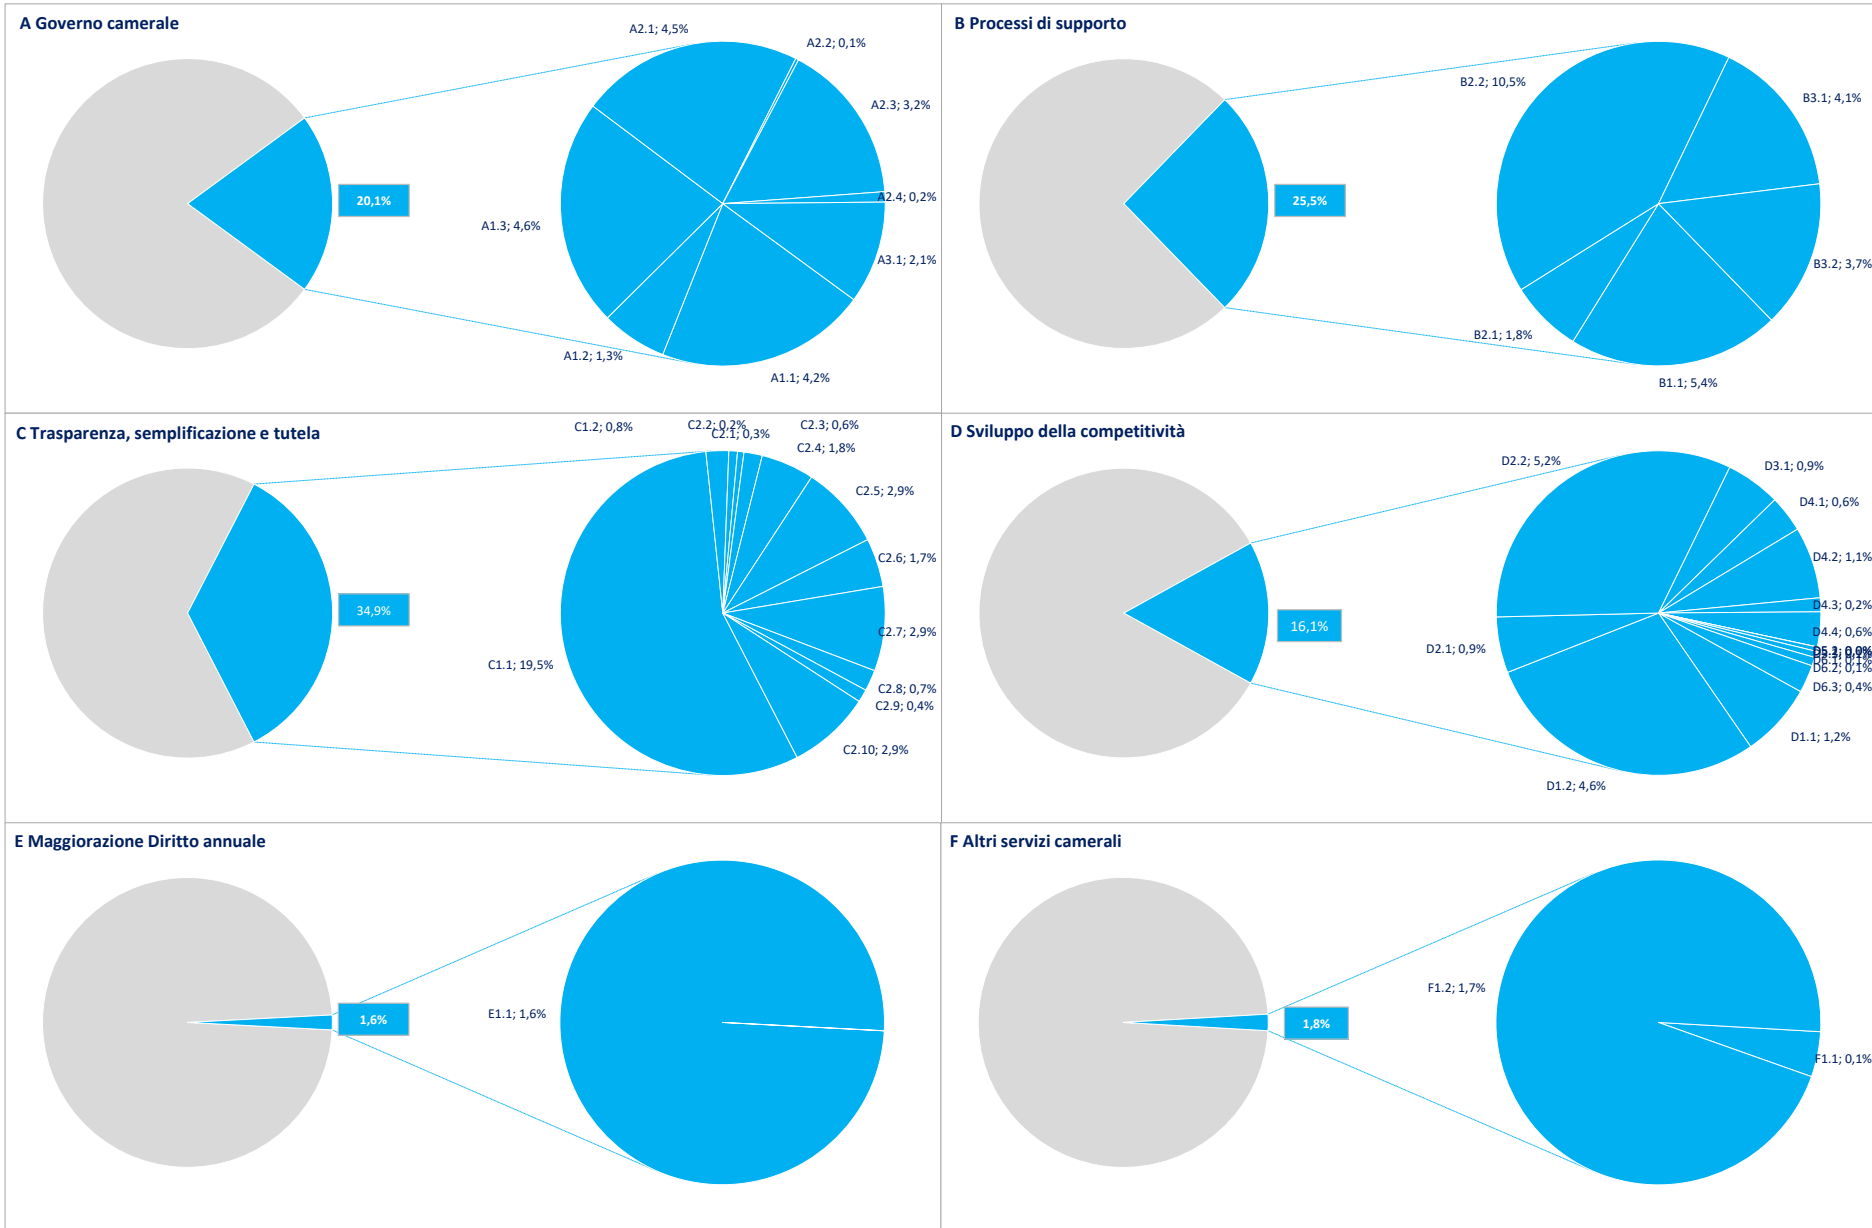 A Governo camerale
A2.1; 4,5%
A2.2; 0,1%
A2.3; 3,2%
20,1%
A2.4; 0,2%
A1.3; 4,6%
A3.1; 2,1%
A1.2; 1,3%
A1.1; 4,2%
B Processi di supporto
B2.2; 10,5%
B3.1; 4,1%
25,5%
B3.2; 3,7%
B2.1; 1,8%
B1.1; 5,4%
C Trasparenza, semplificazione e tutela
C1.2; 0,8%
C2.2; 0,2%
C2.1; 0,3%
C2.3; 0,6%
C2.4; 1,8%
C2.5; 2,9%
C2.6; 1,7%
34,9%
C2.7; 2,9%
C1.1; 19,5%
C2.8; 0,7%
C2.9; 0,4%
C2.10; 2,9%
D Sviluppo della competitività
D2.2; 5,2%
D3.1; 0,9%
D4.1; 0,6%
D4.2; 1,1%
D4.3; 0,2%
16,1%
D4.4; 0,6%
D2.1; 0,9%
D6.1; 0,1%
D6.2; 0,1%
D6.3; 0,4%
D1.1; 1,2%
D1.2; 4,6%
E Maggiorazione Diritto annuale
E1.1; 1,6%
1,6%
F Altri servizi camerali
F1.2; 1,7%
1,8%
F1.1; 0,1%